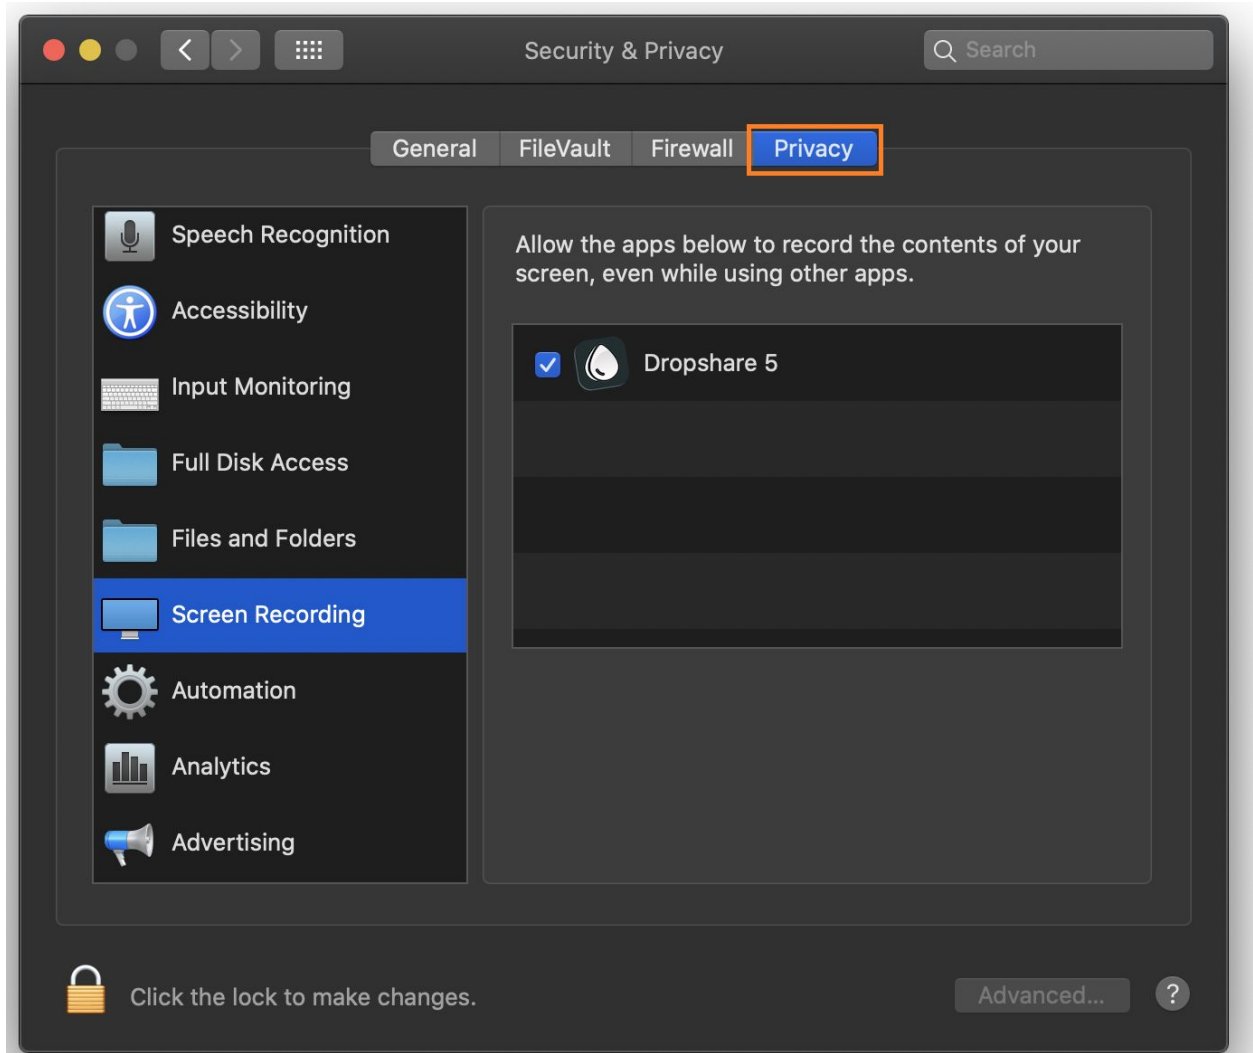 Security & Privacy
Search
General
FileVault
Firewall
Privacy
Speech Recognition
Accessibility
Input Monitoring
Full Disk Access
Files and Folders
Screen Recording
Automation
Analytics
Advertising
Allow the apps below to record the contents of your
screen, even while using other apps.
Dropshare 5
Click the lock to make changes.
Advanced...
?